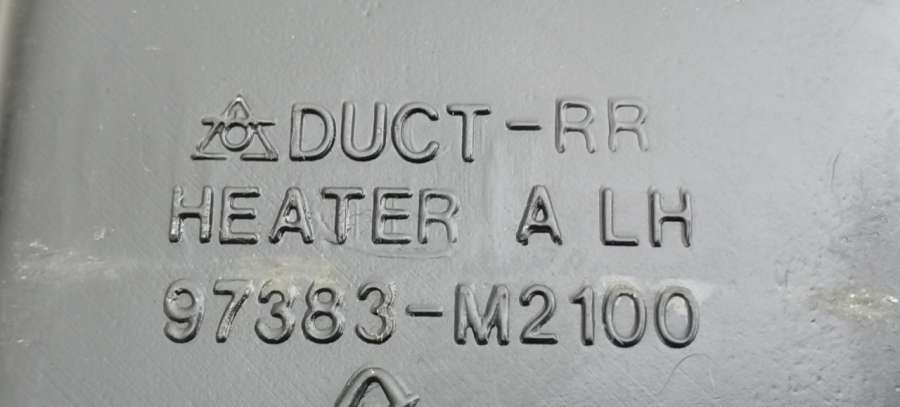 DUCT-RR
HEATER A LH
97383-M2100